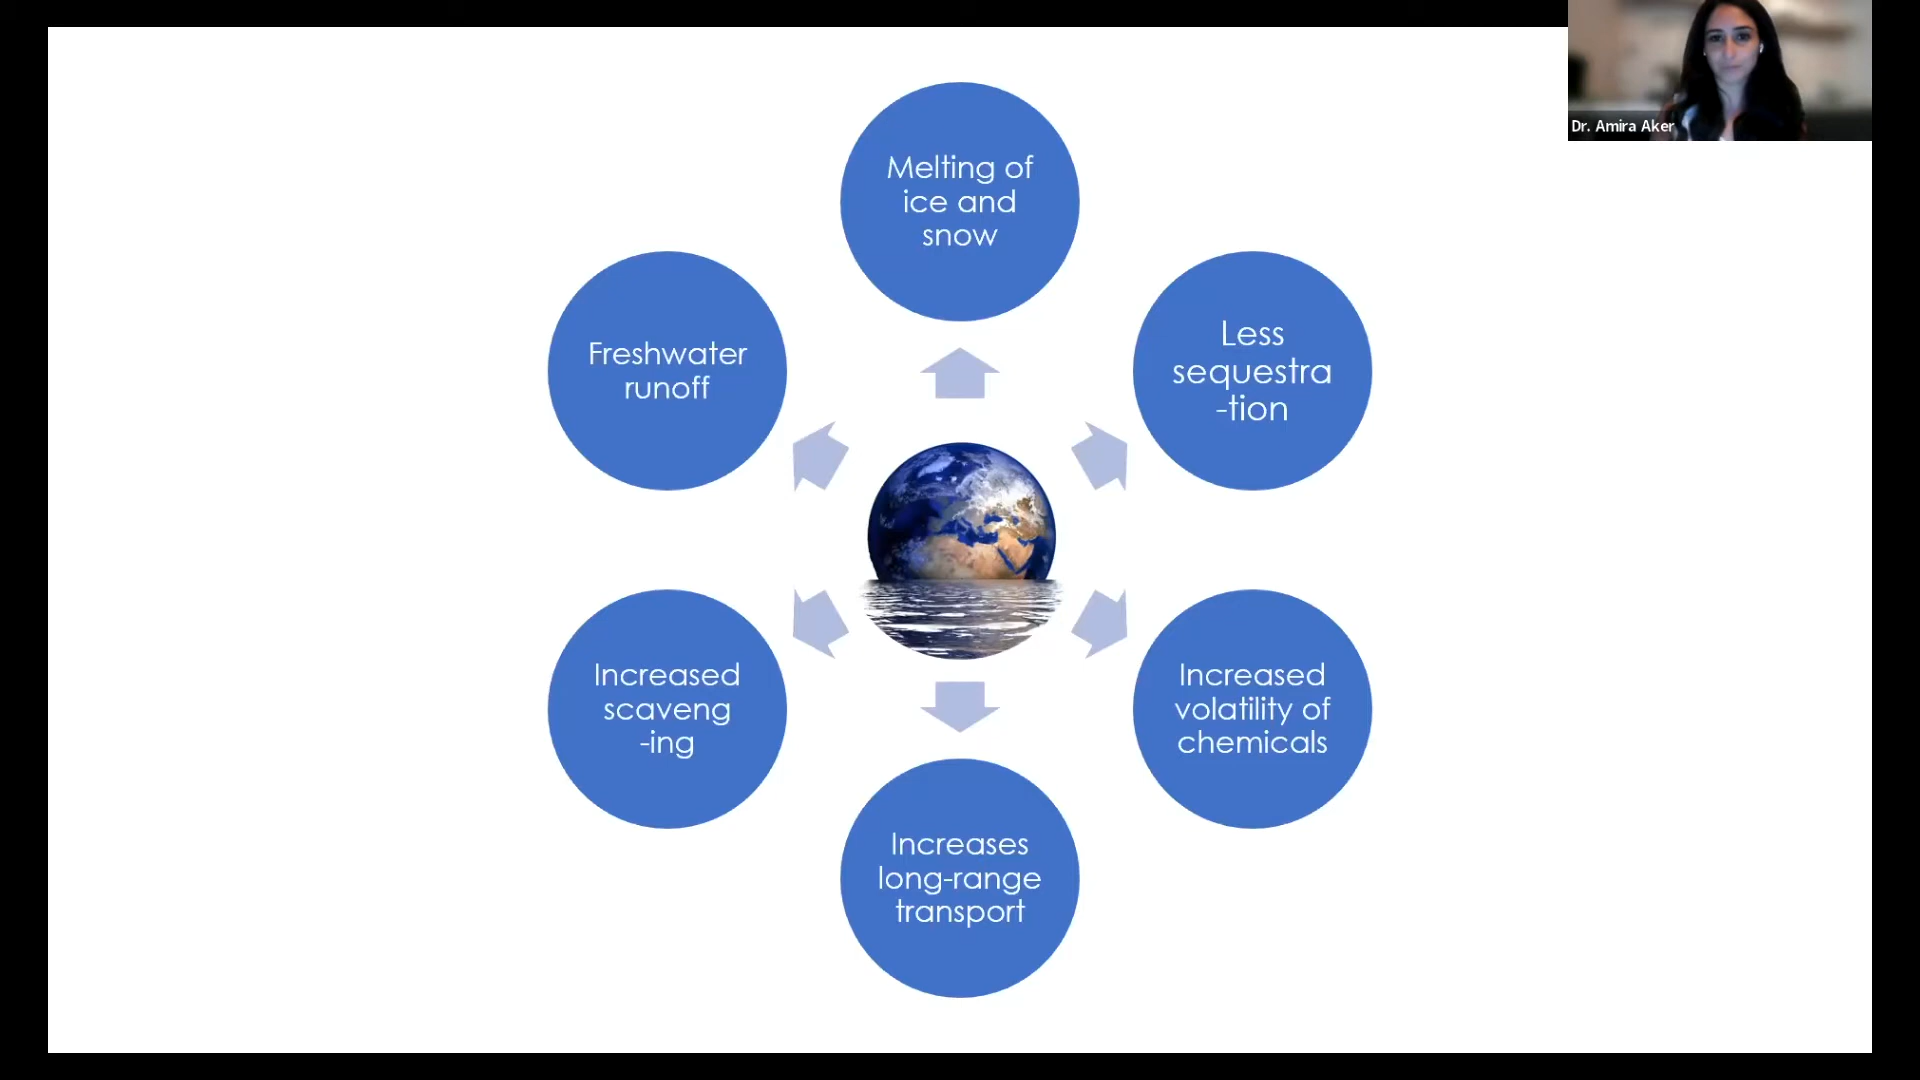 Dr. Amira Aker
Melting of
ice and
snow
Freshwater
runoff
Less
sequestra
-tion
Increased
scaveng
-ing
Increased
volatility of
chemicals
Increases
long-range
transport